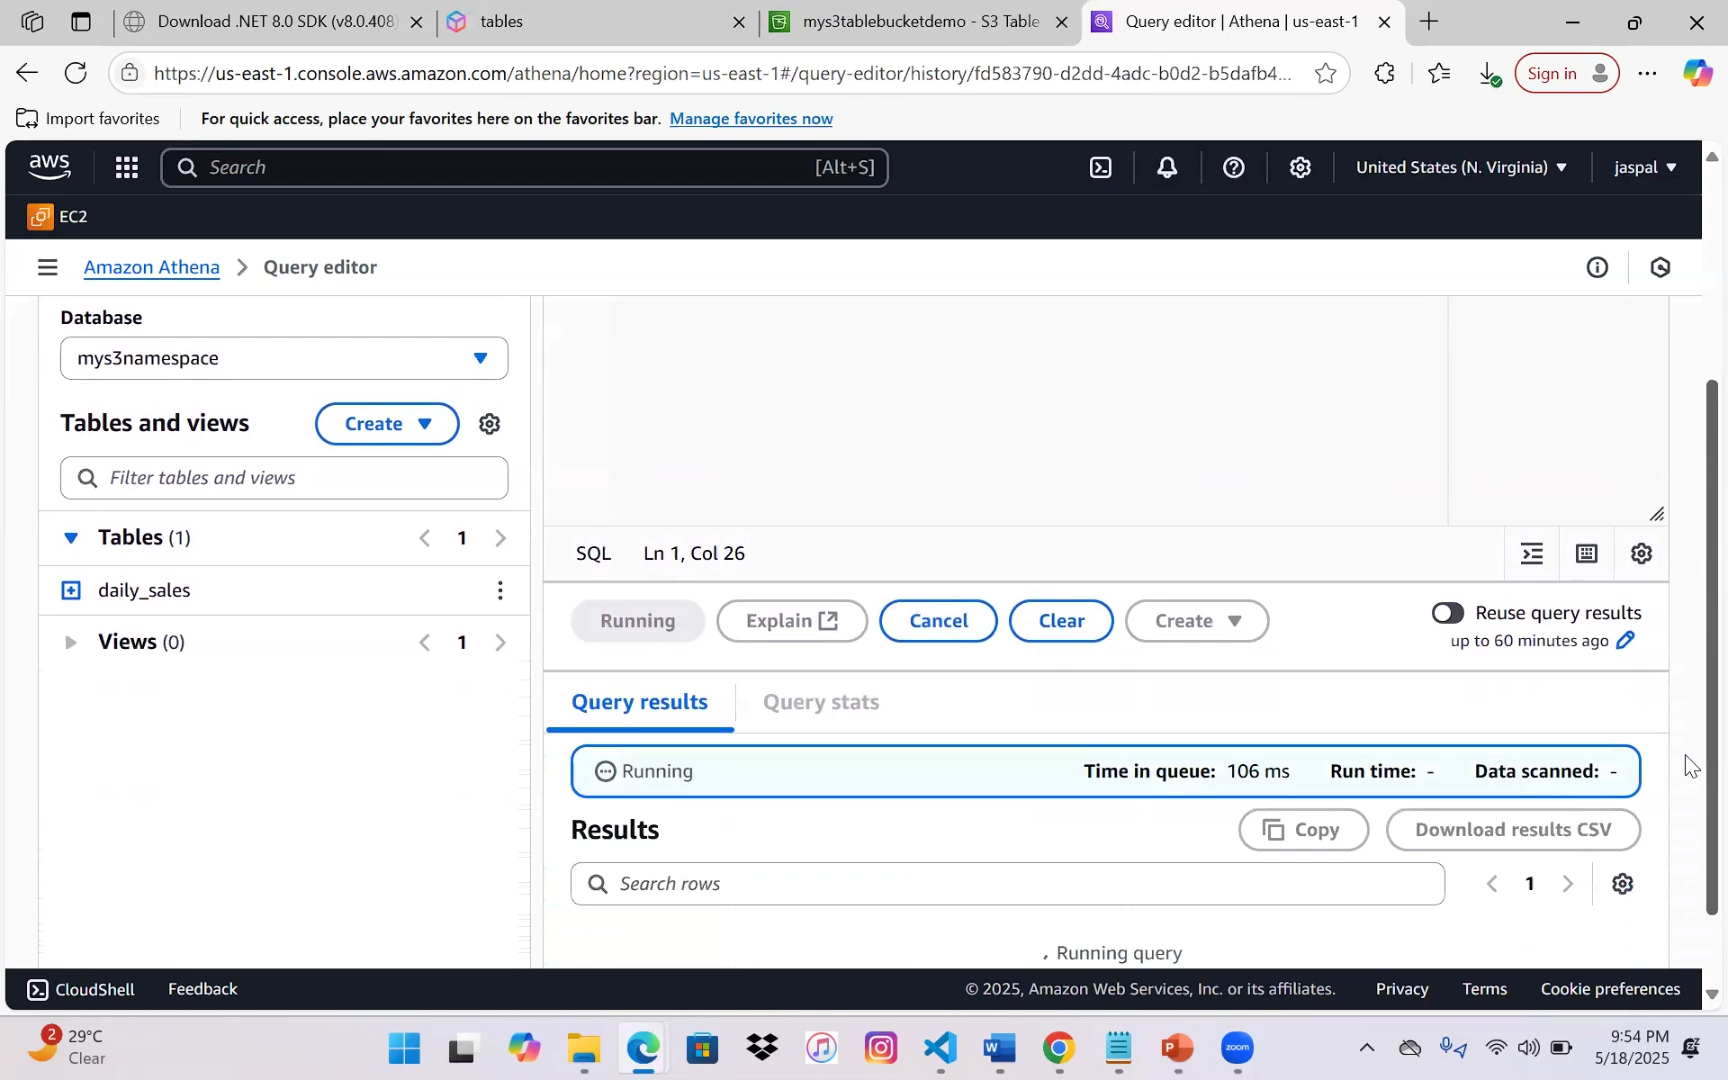 Download .NET 8.0 SDK (v8.0.408)
tables
mys3tablebucketdemo - S3 Table
Query editor | Athena | us-east-1
https://us-east-1.console.aws.amazon.com/athena/home?region=us-east-1#/query-editor/history/fd583790-d2dd-4adc-b0d2-b5dafb4...
Sign in
Import favorites
For quick access, place your favorites here on the favorites bar. Manage favorites now
aws
Search
[Alt+S]
United States (N. Virginia)
jaspal
EC2
Amazon Athena
Query editor
Database
mys3namespace
Tables and views
Create
Filter tables and views
Tables (1)
1
daily_sales
Views (0)
1
SQL
Ln 1, Col 26
Running
Explain
Cancel
Clear
Create
Reuse query results
up to 60 minutes ago
Query results
Query stats
Running
Time in queue: 106 ms
Run time: -
Data scanned: -
Results
Copy
Download results CSV
Search rows
1
Running query
CloudShell
Feedback
© 2025, Amazon Web Services, Inc. or its affiliates.
Privacy
Terms
Cookie preferences
2
29°C
Clear
zoom
9:54 PM
5/18/2025